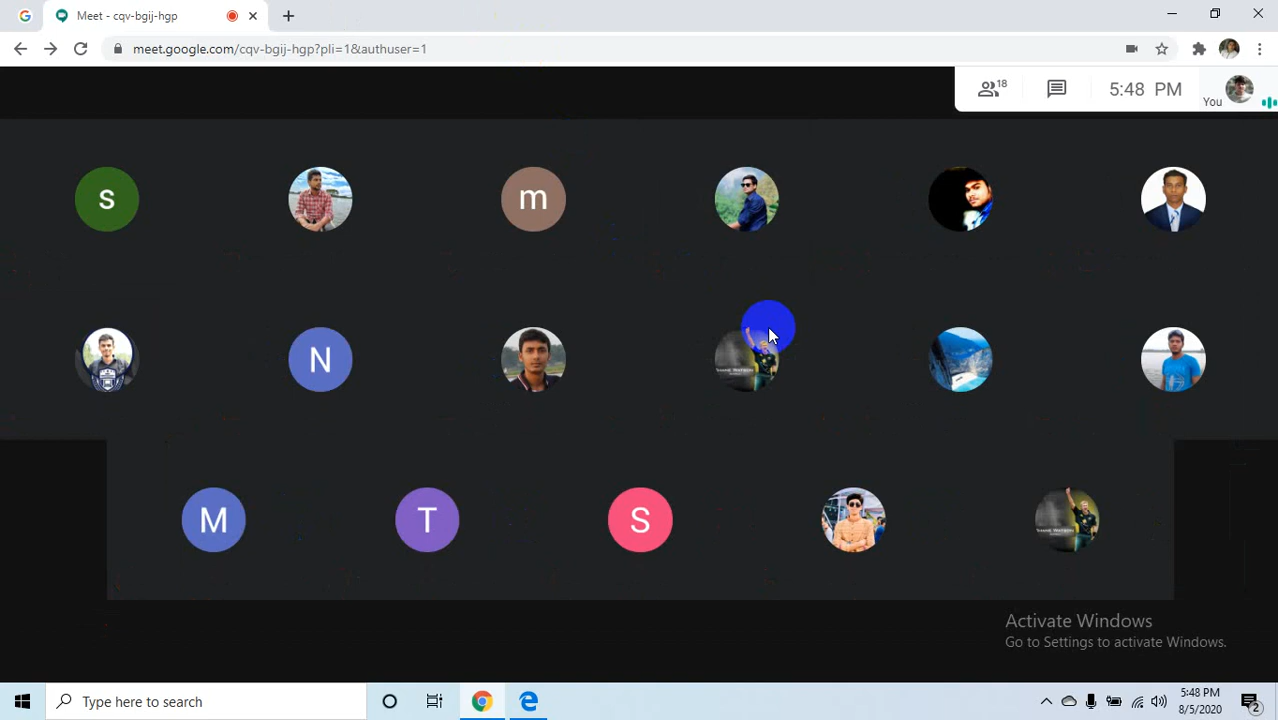 Meet - cqv-bgij-hgp
meet.google.com/cqv-bgij-hgp?pli=1&authuser=1
18
5:48 PM
You
s
m
N
M
T
S
Activate Windows
Go to Settings to activate Windows.
Type here to search
5:48 PM
8/5/2020
2